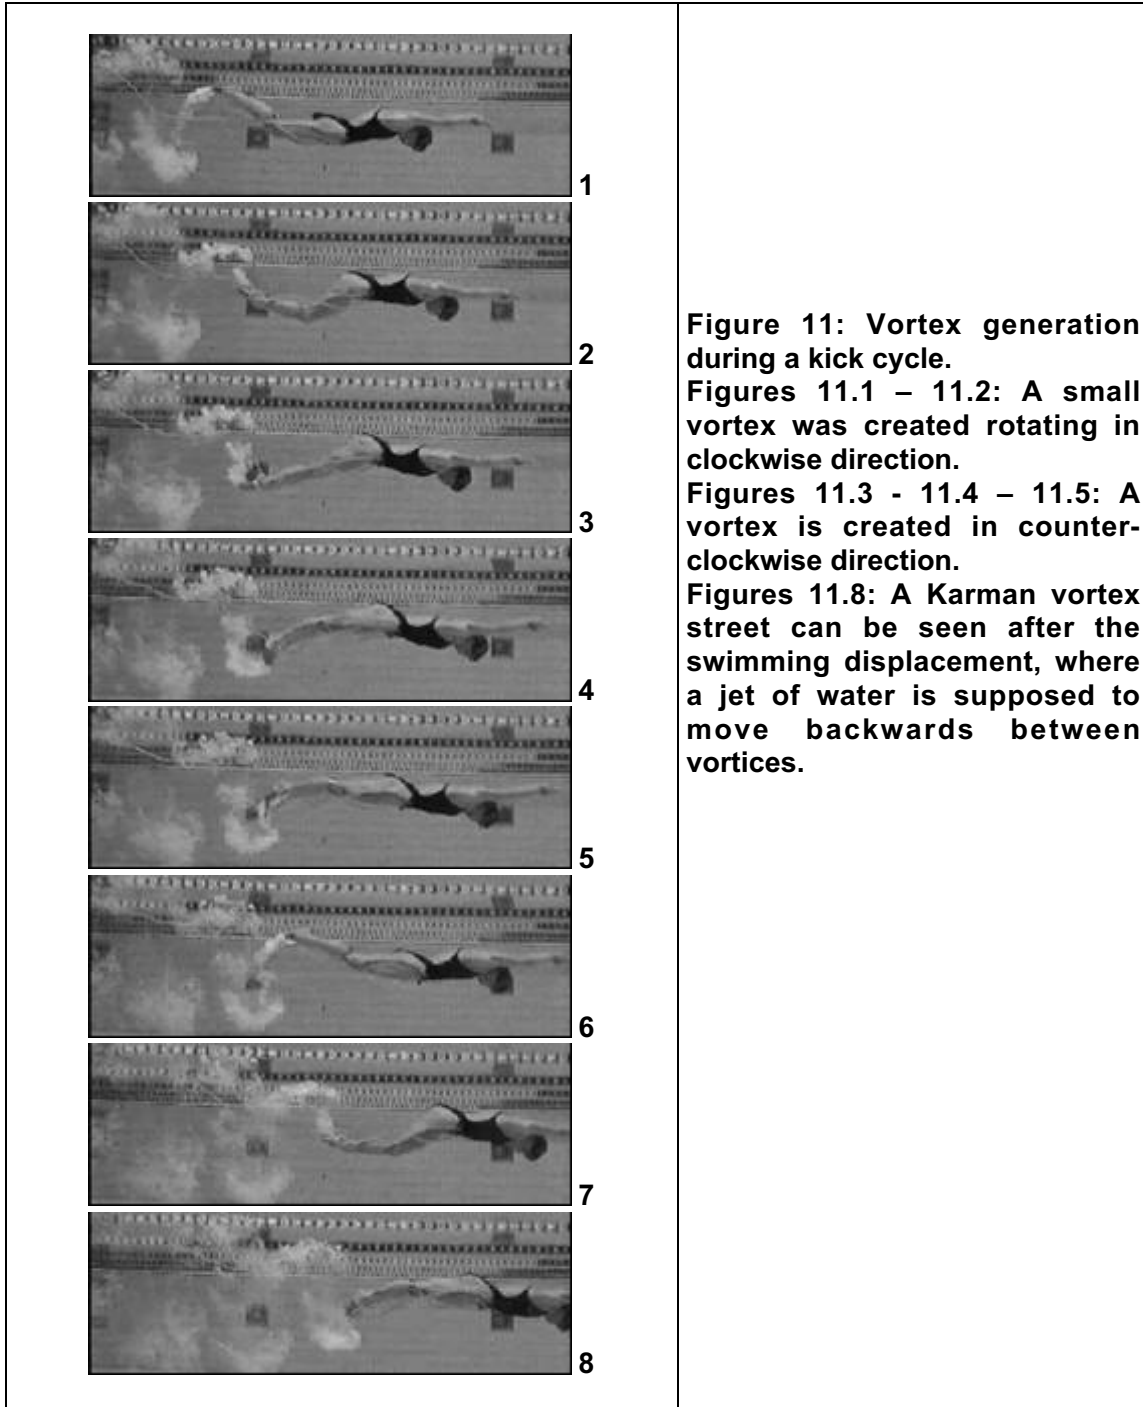 1
2
3
4
5
6
7
8
Figure 11: Vortex generation
during a kick cycle.
Figures 11.1 – 11.2: A small
vortex was created rotating in
clockwise direction.
Figures 11.3 - 11.4 – 11.5: A
vortex is created in counter-
clockwise direction.
Figures 11.8: A Karman vortex
street can be seen after the
swimming displacement, where
a jet of water is supposed to
move backwards between
vortices.